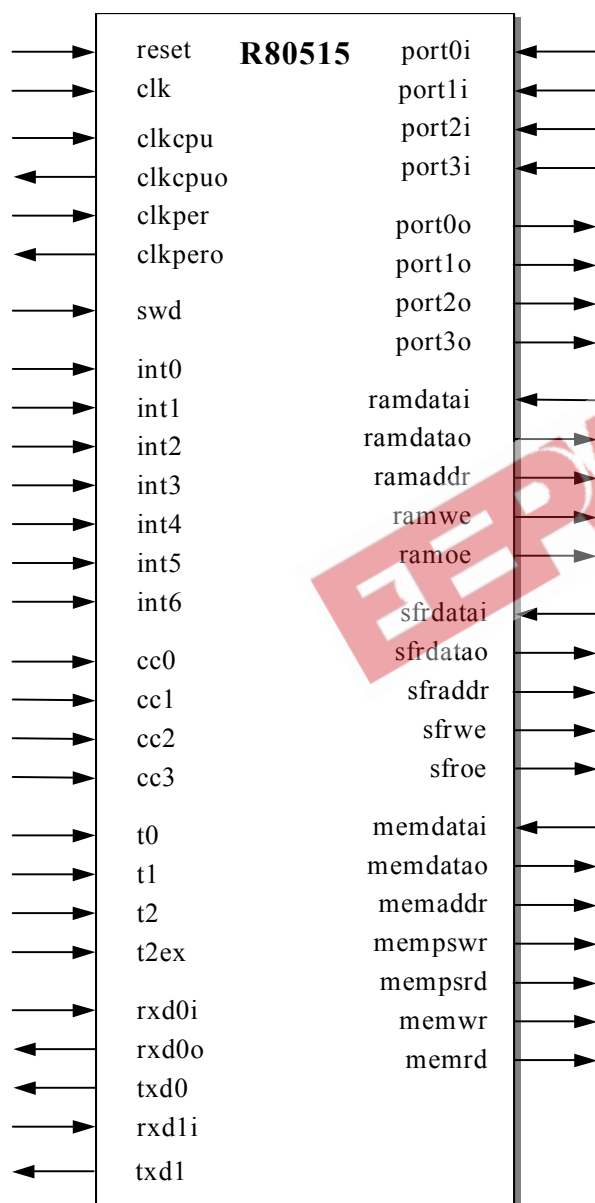 R80515
reset
clk
clkcpu
clkcpuo
clkper
clkpero
swd
int0
int1
int2
int3
int4
int5
int6
cc0
cc1
cc2
cc3
t0
t1
t2
t2ex
rxd0i
rxd0o
txd0
rxd1i
txd1
port0i
port1i
port2i
port3i
port0o
port1o
port2o
port3o
ramdatai
ramdatao
ramaddr
ramwe
ramoe
sfrdatai
sfrdatao
sfraddr
sfrwe
sfroe
memdatai
memdatao
memaddr
mempswr
mempsrd
memwr
memrd